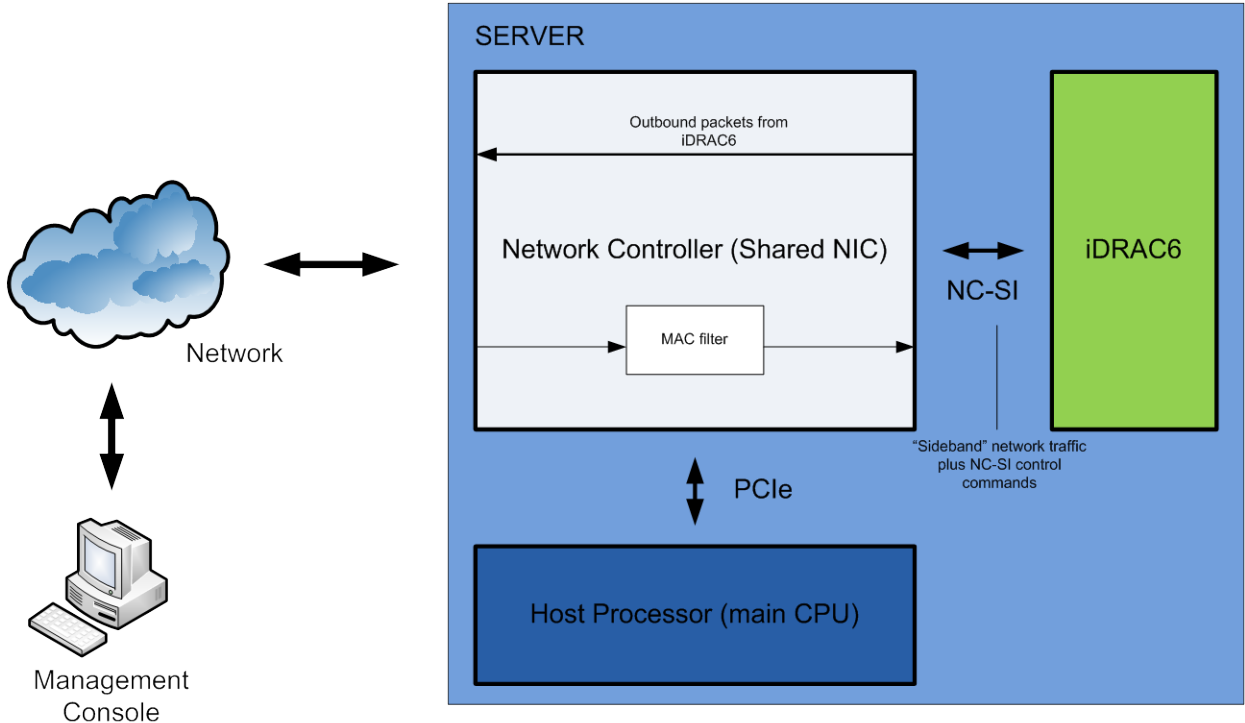 SERVER
Outbound packets from
iDRAC6
Network Controller (Shared NIC)
MAC filter
NC-SI
iDRAC6
"Sideband" network traffic
plus NC-SI control
commands
Network
PCIe
Host Processor (main CPU)
Management
Console